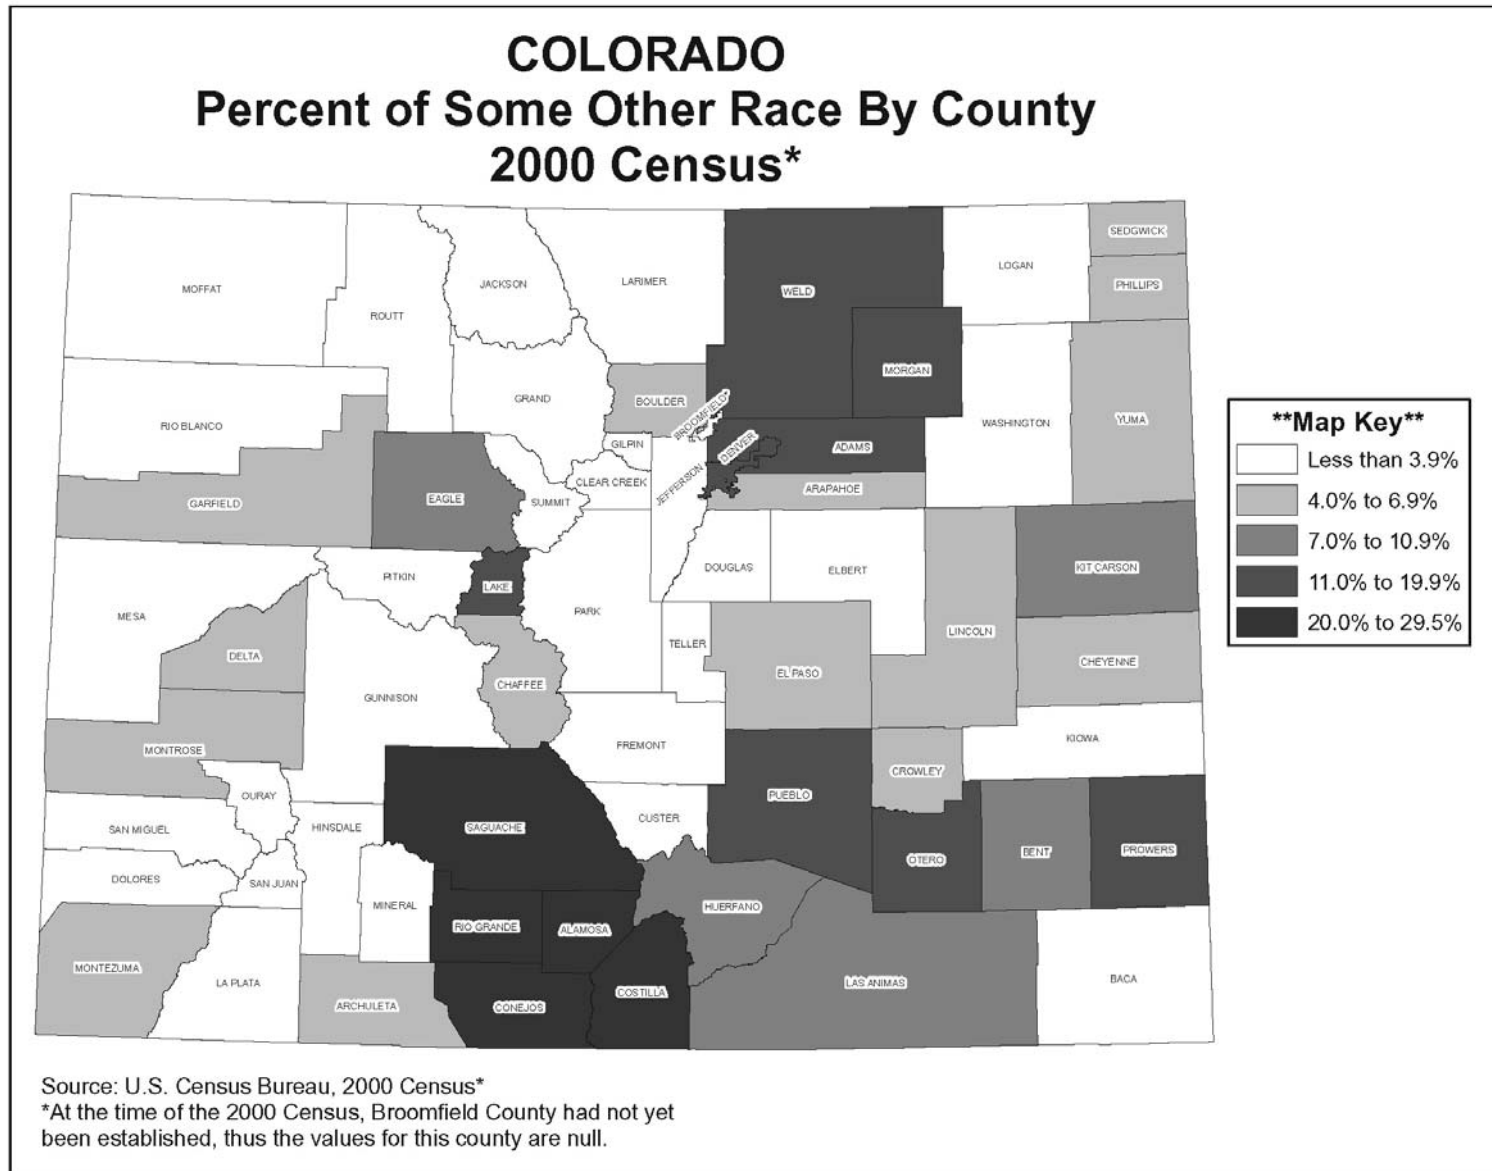 COLORADO
Percent of Some Other Race By County
2000 Census*
SEDGWICK
LOGAN
JACKSON
LARIMER
PHILLIPS
MOFFAT
WELD
ROUTT
MORGAN
GRAND
BOULDER
BROOMFIELD*
YUMA
WASHINGTON
RIO BLANCO
GILPIN
DENVER
ADAMS
CLEAR CREEK
JEFFERSON
ARAPAHOE
GARFIELD
EAGLE
SUMMIT
DOUGLAS
ELBERT
KIT CARSON
PITKIN
LAKE
PARK
MESA
LINCOLN
TELLER
DELTA
CHEYENNE
EL PASO
CHAFFEE
GUNNISON
KIOWA
FREMONT
MONTROSE
CROWLEY
OURAY
PUEBLO
CUSTER
SAN MIGUEL
HINSDALE
SAGUACHE
BENT
PROWERS
OTERO
DOLORES
SAN JUAN
MINERAL
HUERFANO
RIO GRANDE
ALAMOSA
MONTEZUMA
LA PLATA
LAS ANIMAS
BACA
COSTILLA
ARCHULETA
CONEJOS
**Map Key**
Less than 3.9%
4.0% to 6.9%
7.0% to 10.9%
11.0% to 19.9%
20.0% to 29.5%
Source: U.S. Census Bureau, 2000 Census*
*At the time of the 2000 Census, Broomfield County had not yet
been established, thus the values for this county are null.